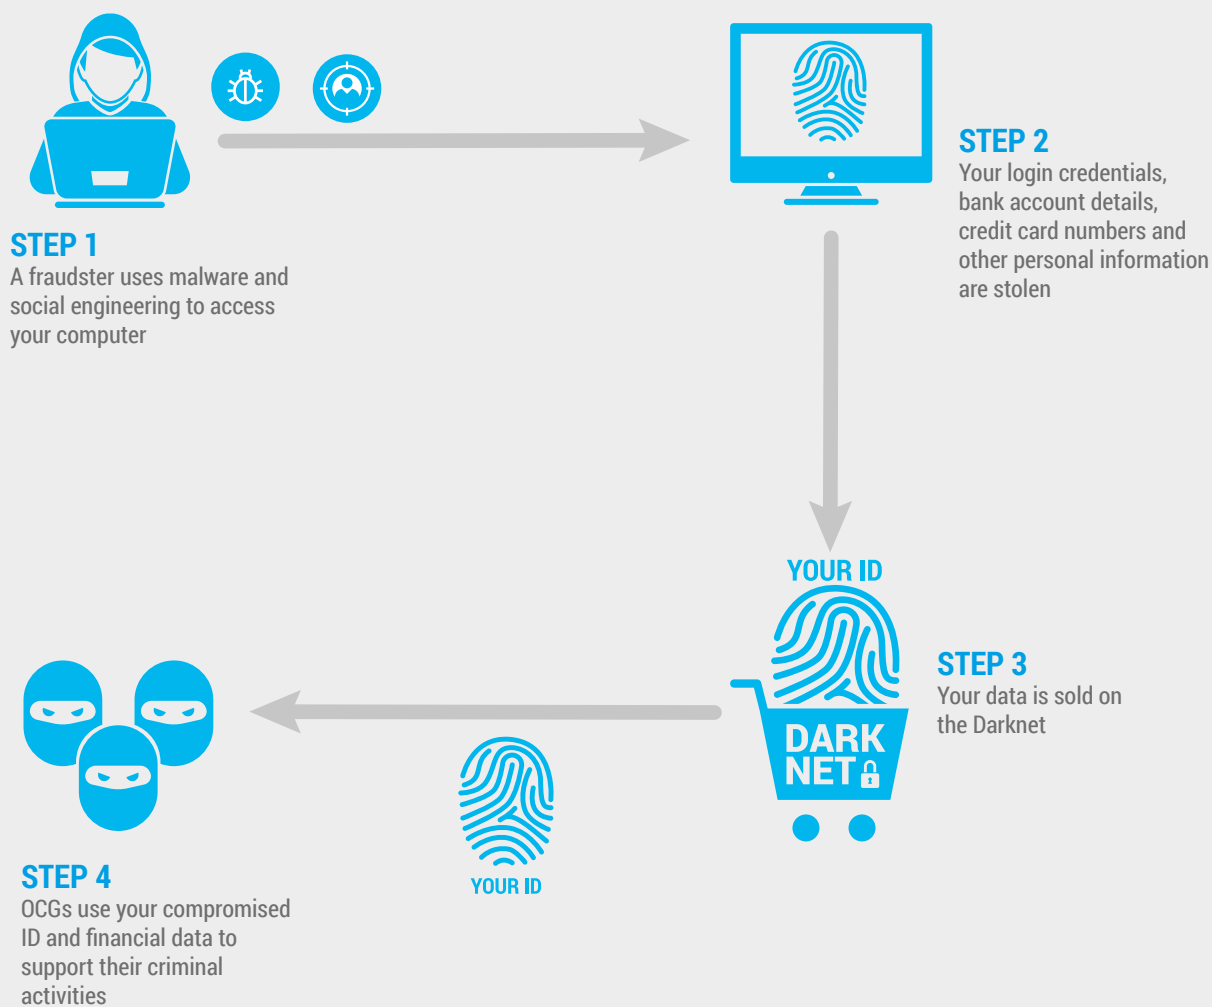 STEP 1
A fraudster uses malware and
social engineering to access
your computer
STEP 2
Your login credentials,
bank account details,
credit card numbers and
other personal information
are stolen
YOUR ID
DARK
NET
STEP 3
Your data is sold on
the Darknet
YOUR ID
STEP 4
OCGs use your compromised
ID and financial data to
support their criminal
activities